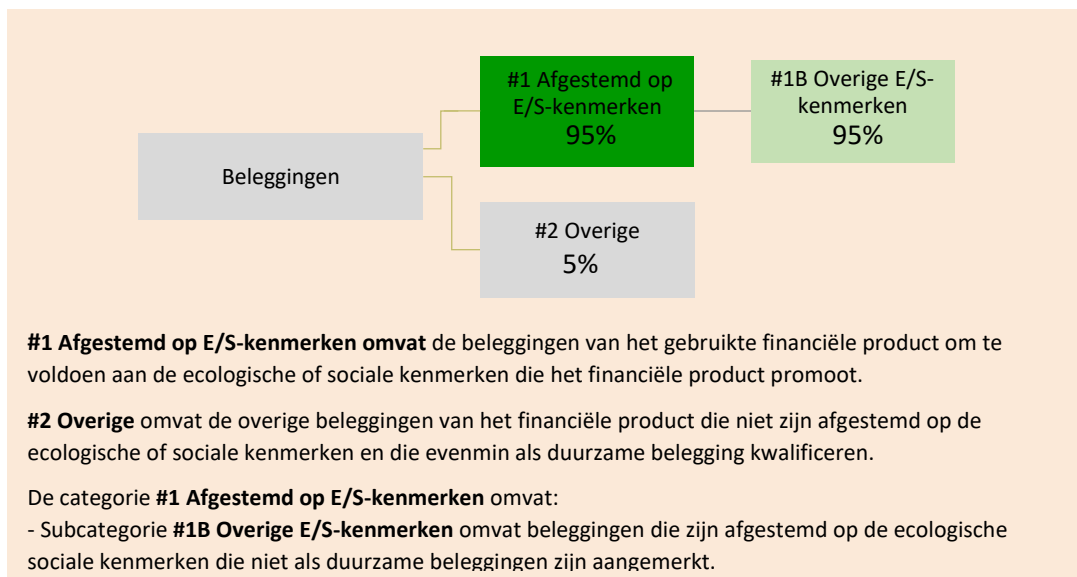 #1 Afgestemd op
E/S-kenmerken
95%
#1B Overige E/S-
kenmerken
95%
Beleggingen
#2 Overige
5%
#1 Afgestemd op E/S-kenmerken omvat de beleggingen van het gebruikte financiële product om te
voldoen aan de ecologische of sociale kenmerken die het financiële product promoot.
#2 Overige omvat de overige beleggingen van het financiële product die niet zijn afgestemd op de
ecologische of sociale kenmerken en die evenmin als duurzame belegging kwalificeren.
De categorie #1 Afgestemd op E/S-kenmerken omvat:
- Subcategorie #1B Overige E/S-kenmerken omvat beleggingen die zijn afgestemd op de ecologische
sociale kenmerken die niet als duurzame beleggingen zijn aangemerkt.